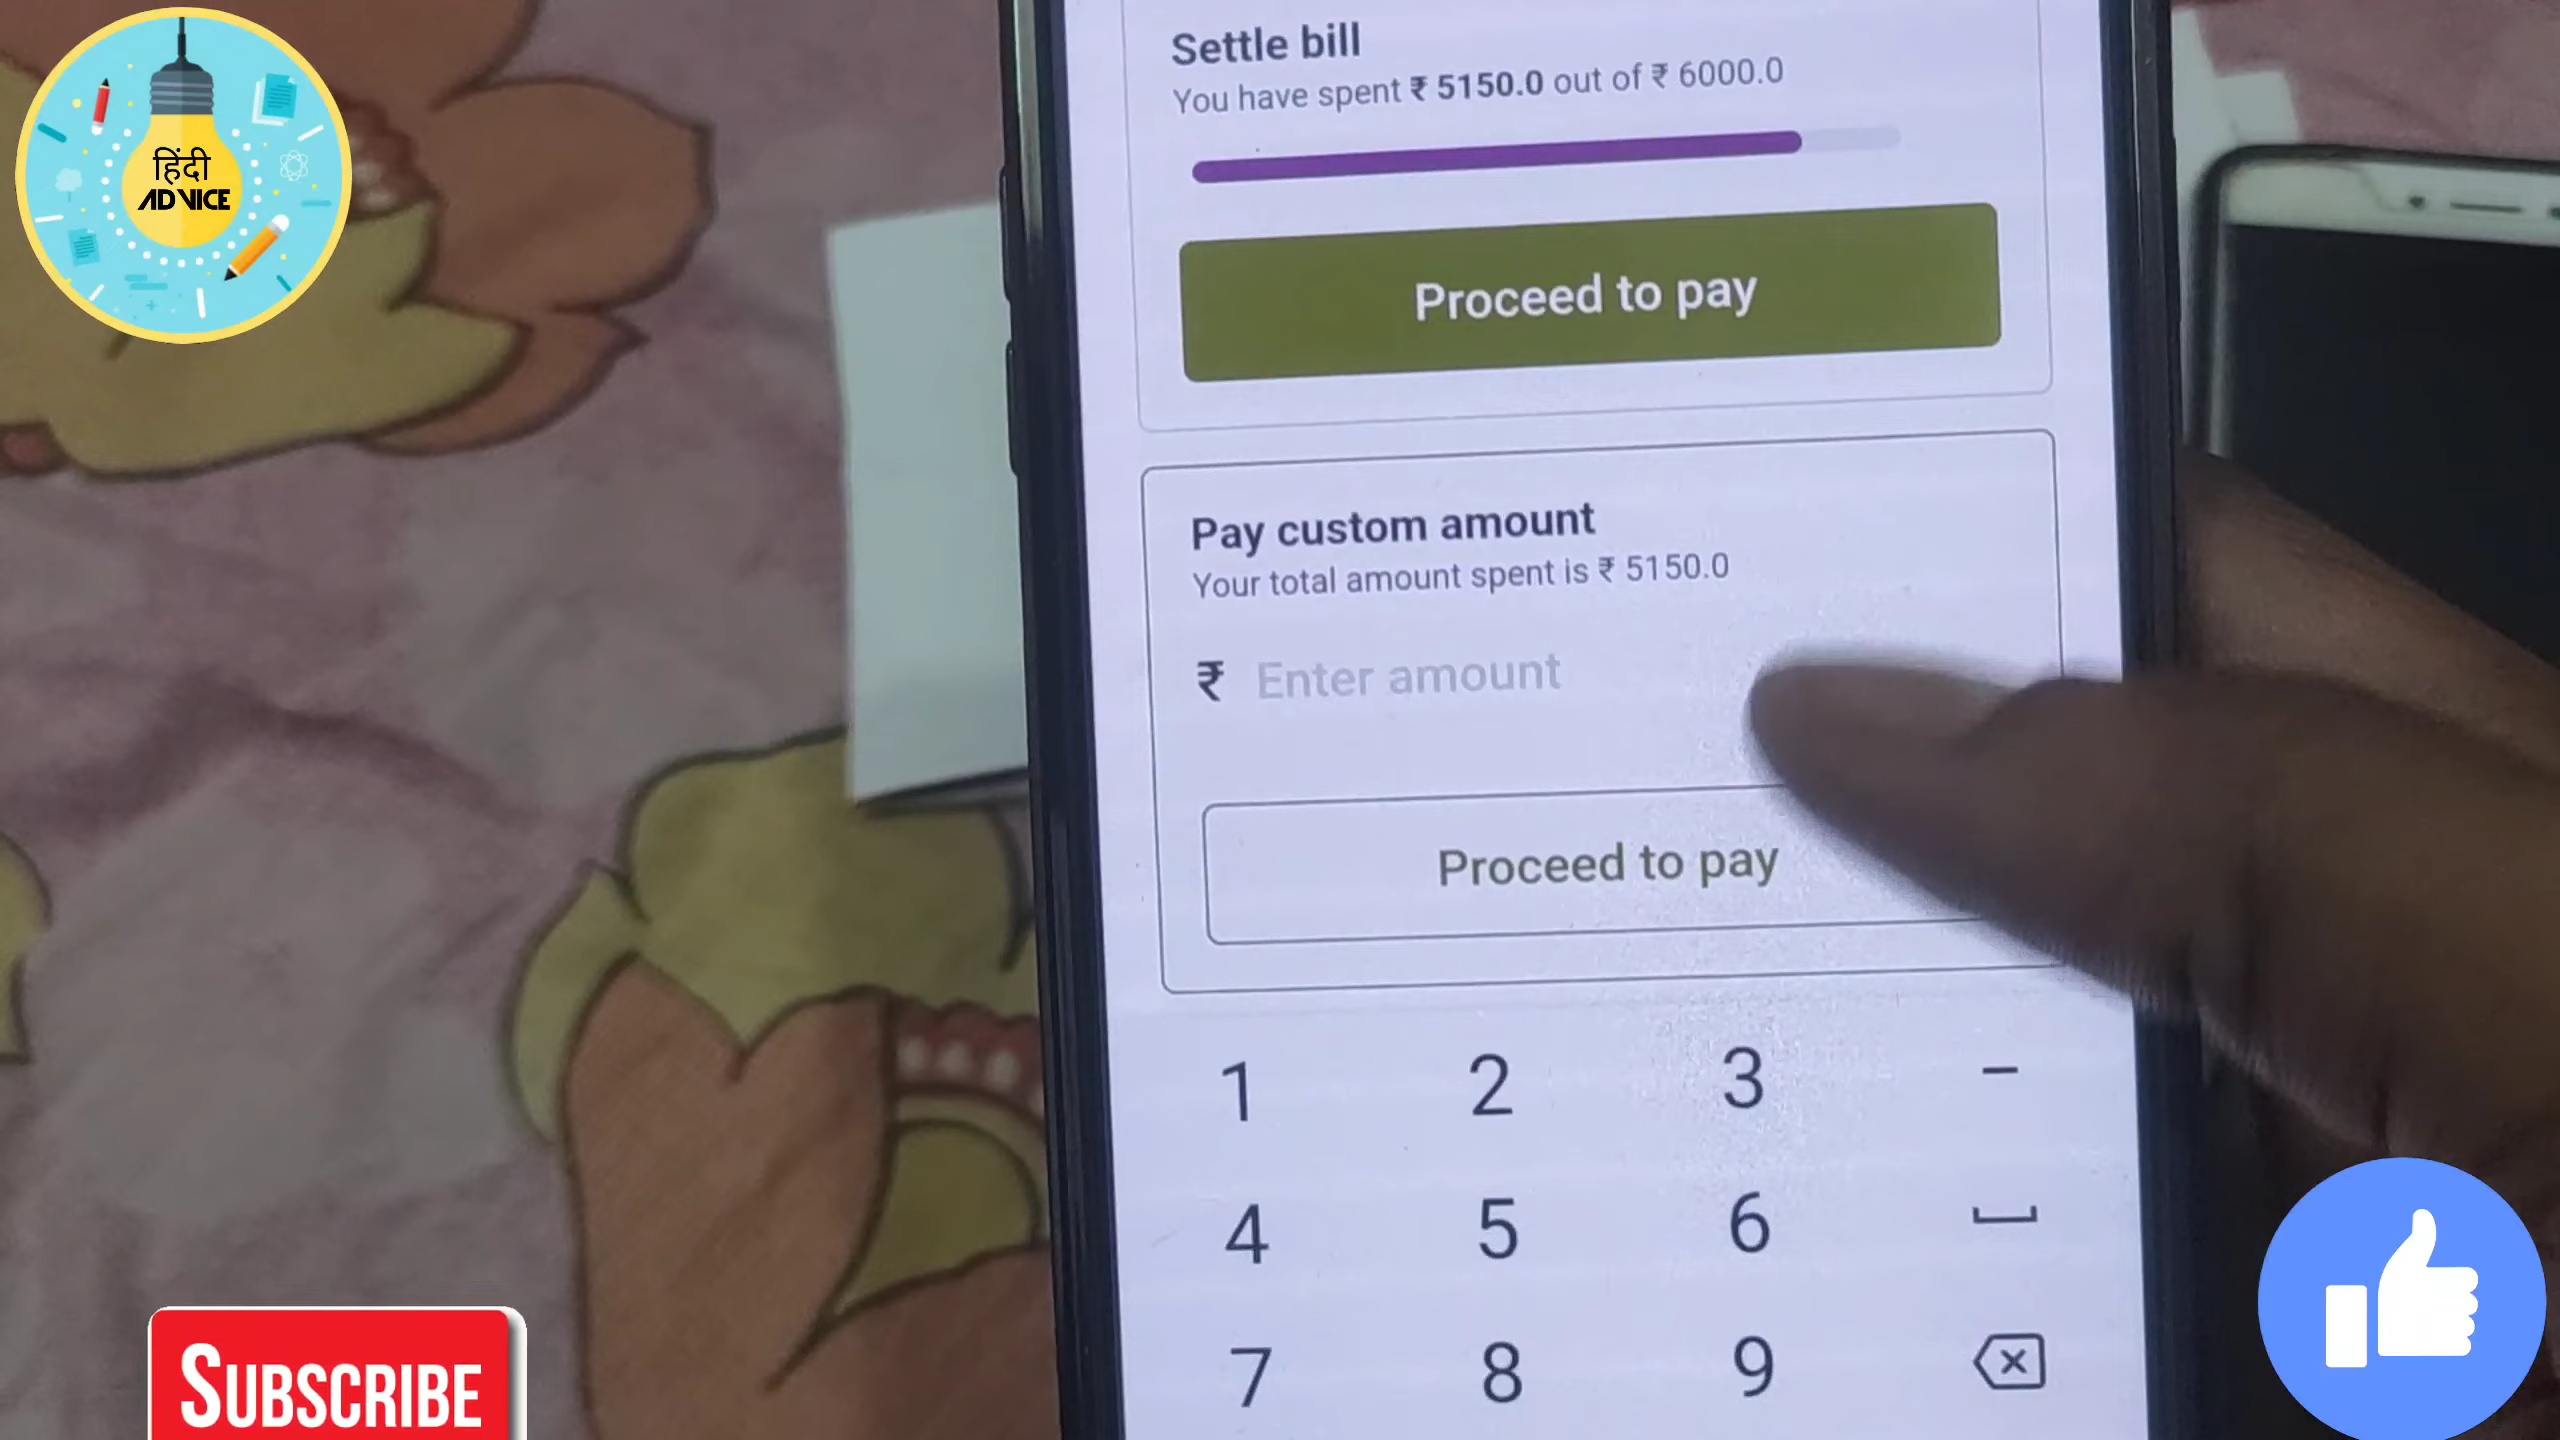 हिंदी
ADVICE
Settle bill
You have spent ₹ 5150.0 out of ₹ 6000.0
Proceed to pay
Pay custom amount
Your total amount spent is ₹ 5150.0
₹ Enter amount
Proceed to pay
1 2 3 –
4 5 6
7 8 9
SUBSCRIBE